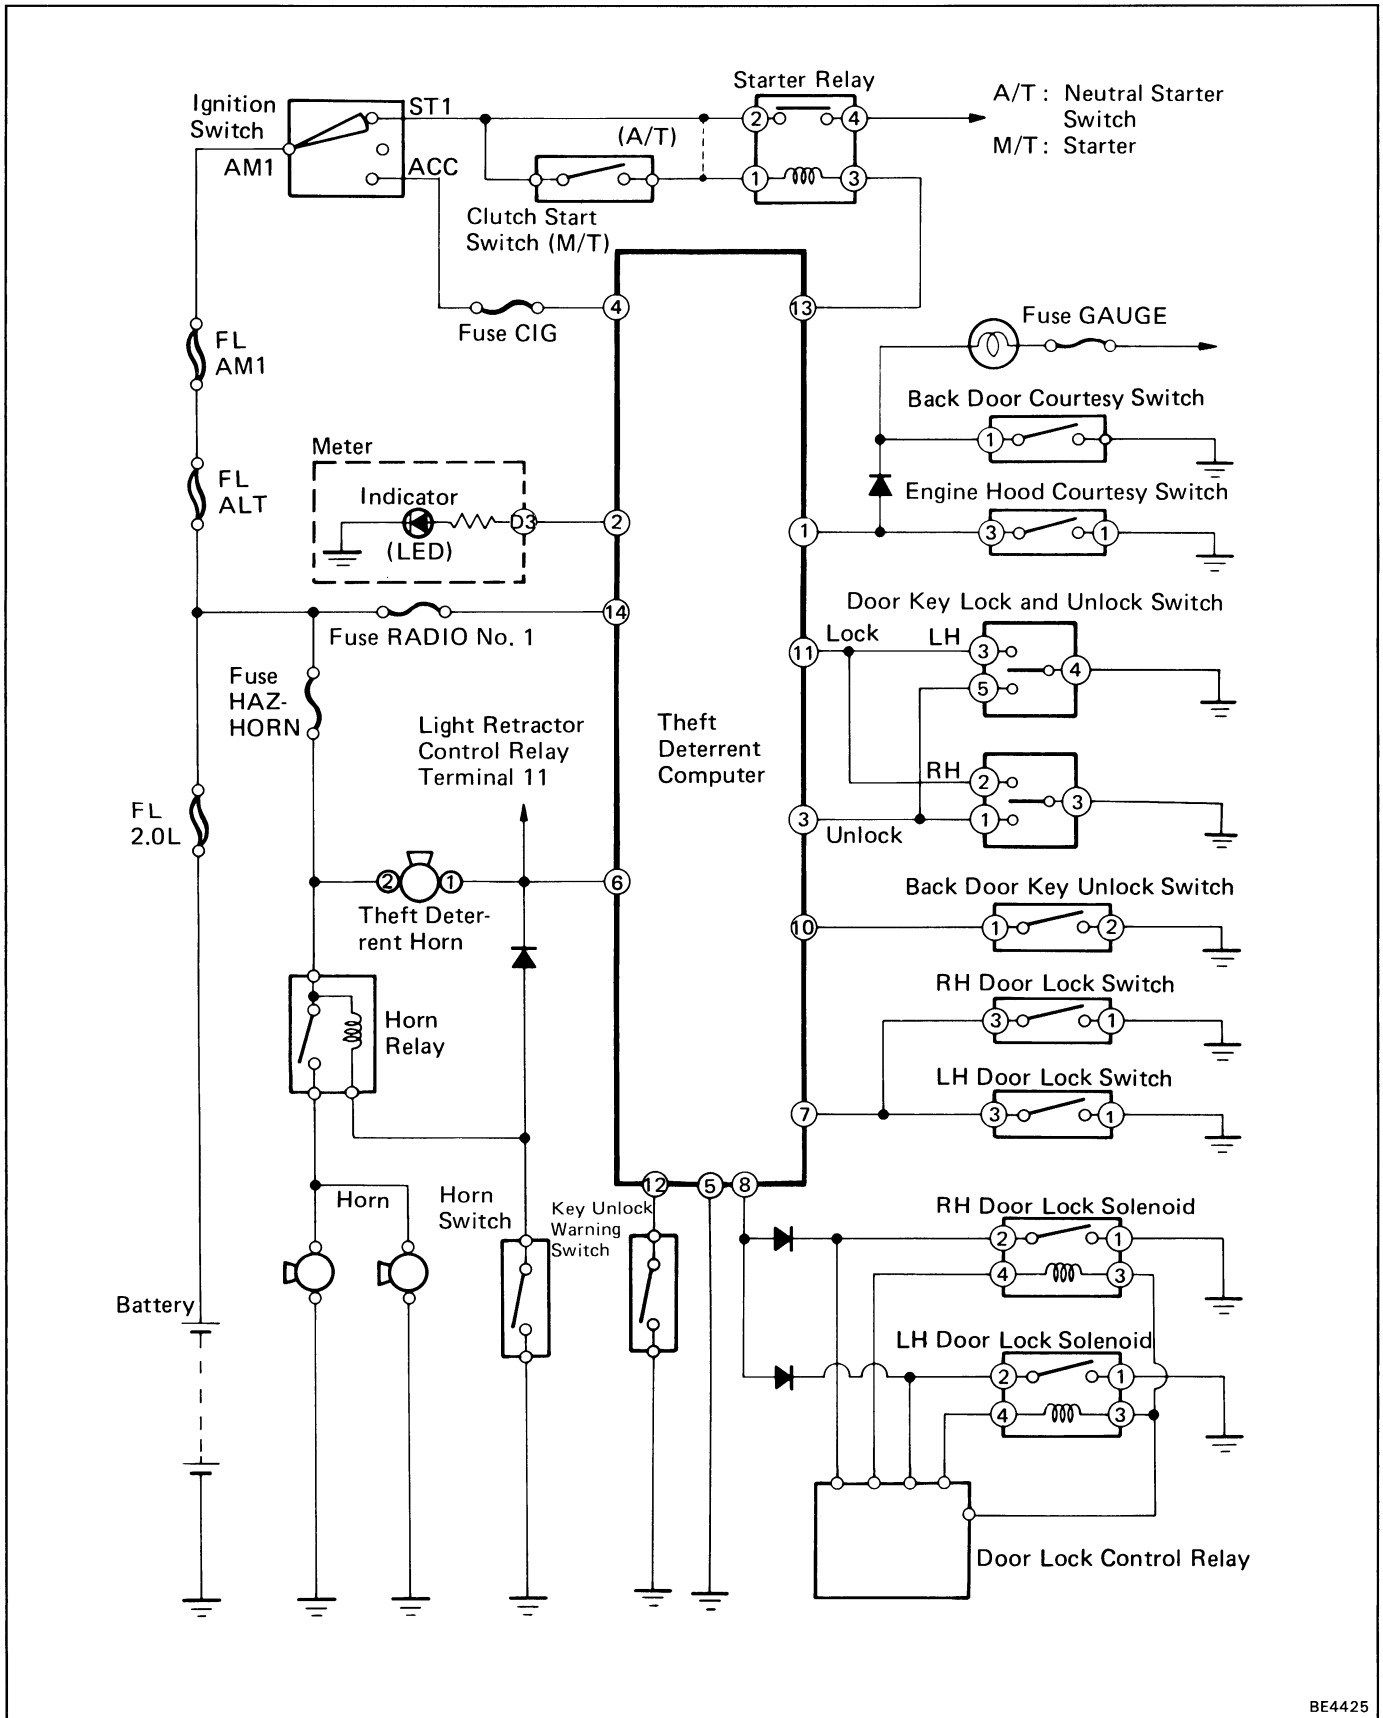 Starter Relay
Ignition
Switch
AM1
ST1
ACC
(A/T)
2
4
1
3
A/T : Neutral Starter
Switch
M/T : Starter
Clutch Start
Switch (M/T)
4
13
Fuse CIG
FL
AM1
Fuse GAUGE
Back Door Courtesy Switch
1
Meter
Indicator
(LED)
D3
2
FL
ALT
Engine Hood Courtesy Switch
1
3
1
14
Fuse RADIO No. 1
Door Key Lock and Unlock Switch
11
Lock
LH
3
5
4
Fuse
HAZ-
HORN
Light Retractor
Control Relay
Terminal 11
Theft
Deterrent
Computer
RH
2
1
3
3
Unlock
FL
2.0L
2
1
6
Theft Deter-
rent Horn
Back Door Key Unlock Switch
10
1
2
RH Door Lock Switch
3
1
Horn
Relay
LH Door Lock Switch
7
3
1
12
5
8
Horn
Horn
Switch
Key Unlock
Warning
Switch
RH Door Lock Solenoid
2
1
4
3
Battery
LH Door Lock Solenoid
2
1
4
3
Door Lock Control Relay
BE4425